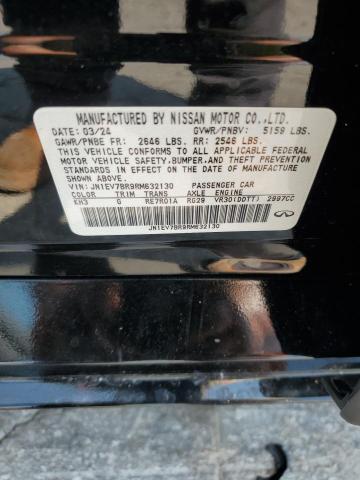 MANUFACTURED BY NISSAN MOTOR CO.,LTD.
DATE: 03/24 GVWR/PNBV: 5159 LBS.
GAWR/PNBE FR: 2646 LBS. RR: 2546 LBS.
THIS VEHICLE CONFORMS TO ALL APPLICABLE FEDERAL
MOTOR VEHICLE SAFETY,BUMPER,AND THEFT PREVENTION
STANDARDS IN EFFECT ON THE DATE OF MANUFACTURE
SHOWN ABOVE.
VIN: JN1EV7BR9RM632130 PASSENGER CAR
COLOR TRIM TRANS AXLE ENGINE
KH3 G RE7R01A RG29 VR30(DDTT) 2997CC
JN1EV7BR9RM632130